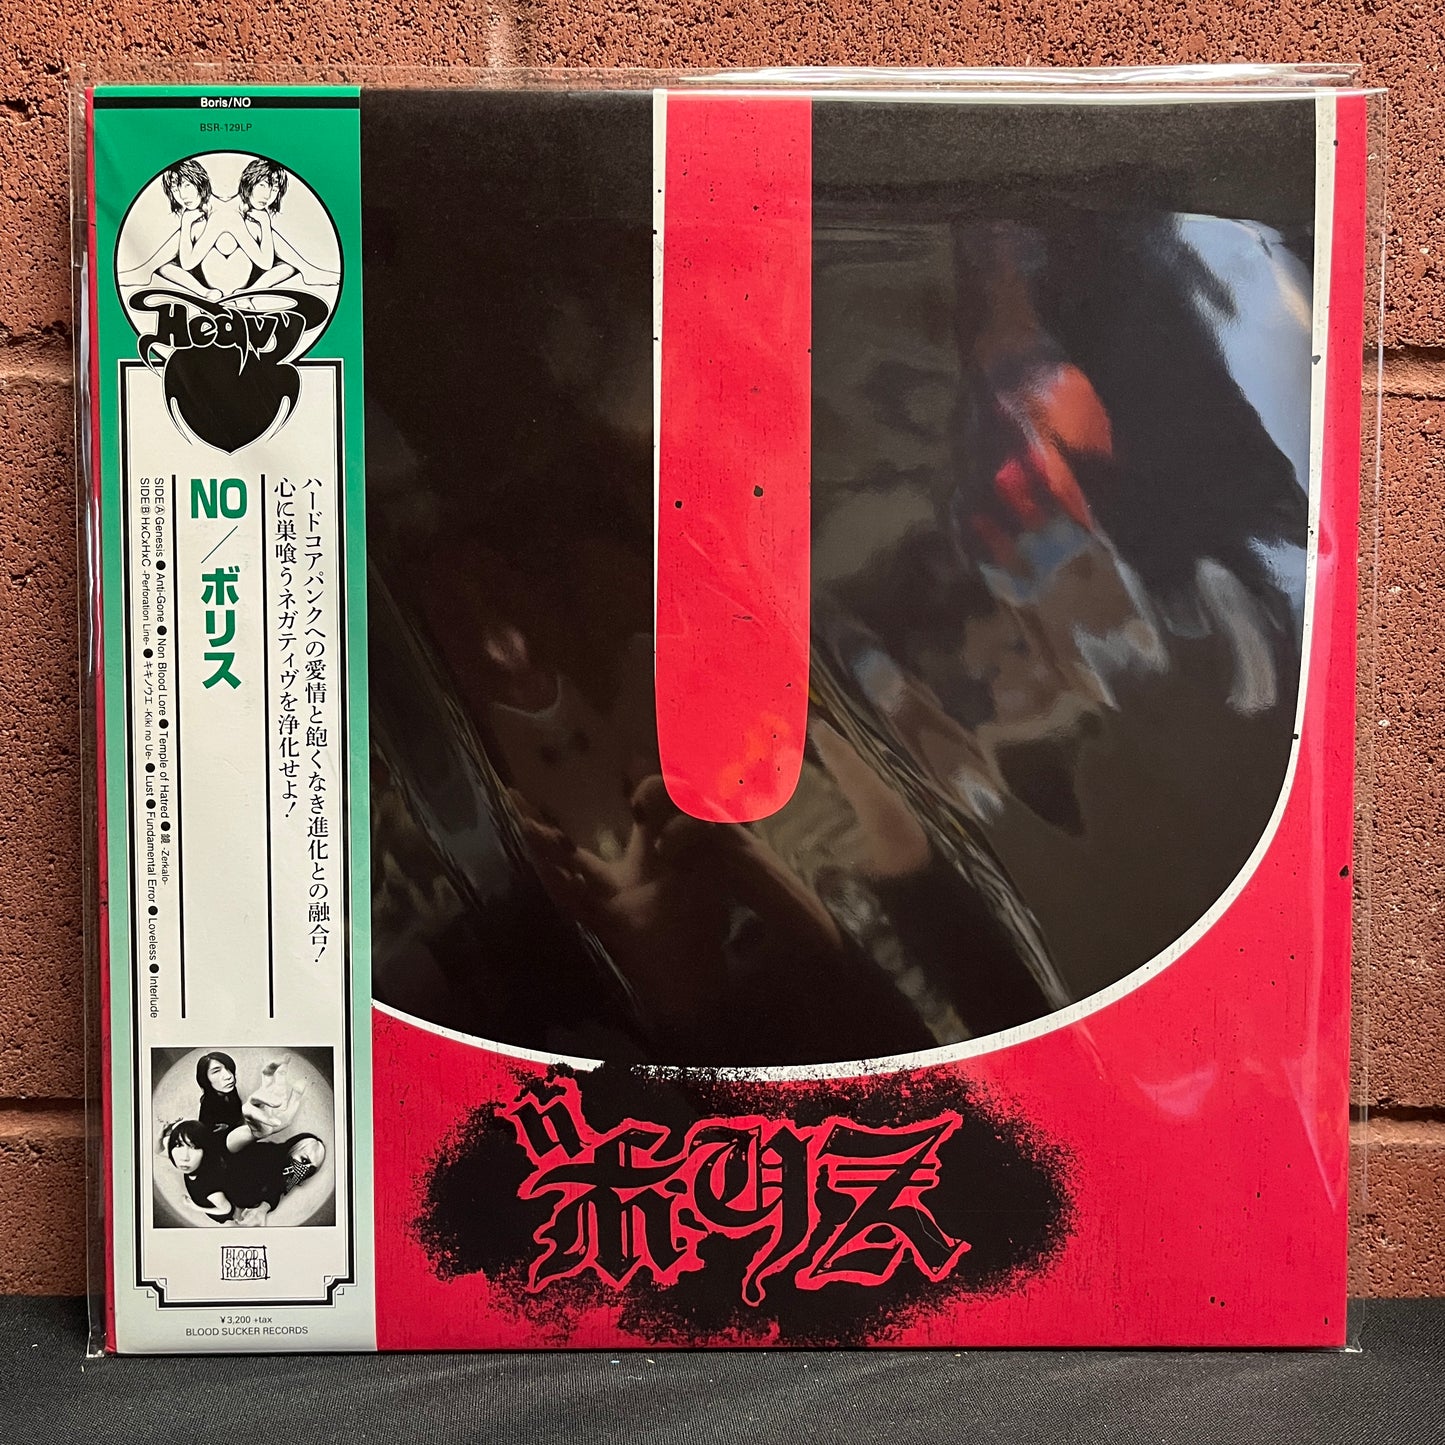 Boris/NO
BSR-129LP
Heavy
ハードコアパンクへの愛情と飽くなき進化との融合！
心に巣喰うネガティヴを浄化せよ！
NO／ボリス
SIDE Ⓐ Genesis ● Anti-Gone ● Non Blood Lore ● Temple of Hatred ● 鏡 -Zerkalo-
SIDE Ⓑ HxCxHxC -Perforation Line- ● キキノウエ -Kiki no Ue- ● Lust ● Fundamental Error ● Loveless ● Interlude
BLOOD
SUCKER
RECORD
¥3,200 +tax
BLOOD SUCKER RECORDS
ボリス